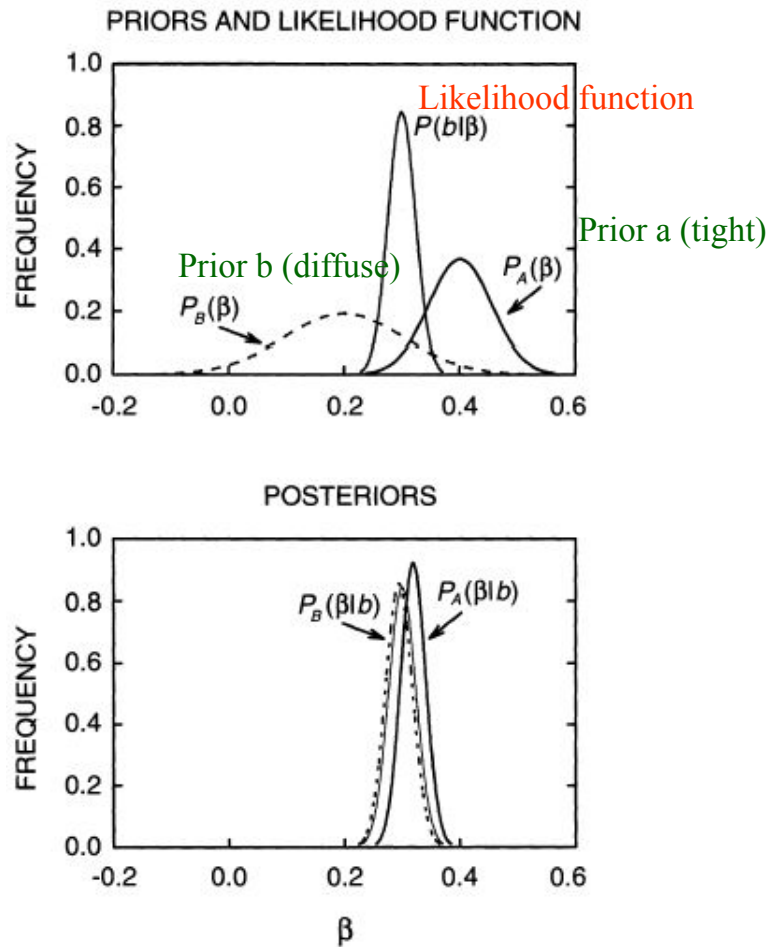 PRIORS AND LIKELIHOOD FUNCTION
1.0
Likelihood function
0.8
P(b|β)
0.6
FREQUENCY
Prior a (tight)
0.4
Prior b (diffuse)
P_A(β)
P_B(β)
0.2
0.0
-0.2 0.0 0.2 0.4 0.6
POSTERIORS
1.0
P_B(β|b) P_A(β|b)
0.8
0.6
FREQUENCY
0.4
0.2
0.0
-0.2 0.0 0.2 0.4 0.6
β